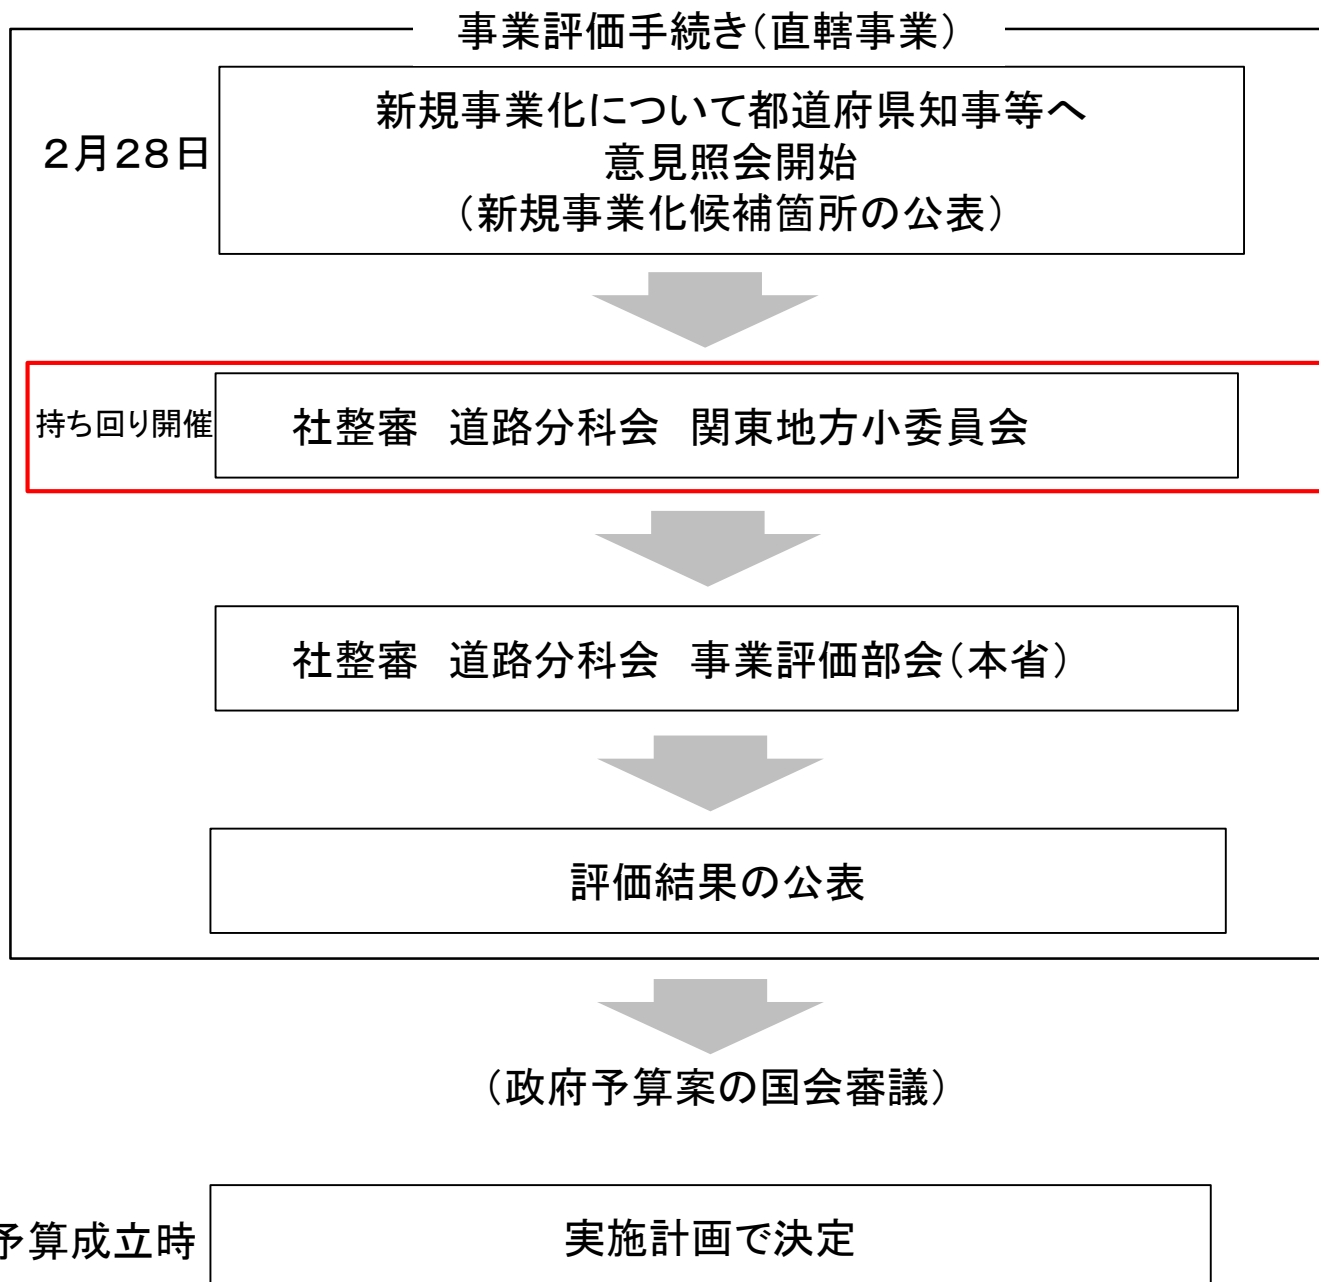 事業評価手続き（直轄事業）
新規事業化について都道府県知事等へ
2月28日
意見照会開始
（新規事業化候補箇所の公表）
持ち回り開催
社整審　道路分科会　関東地方小委員会
社整審　道路分科会　事業評価部会（本省）
評価結果の公表
（政府予算案の国会審議）
予算成立時
実施計画で決定